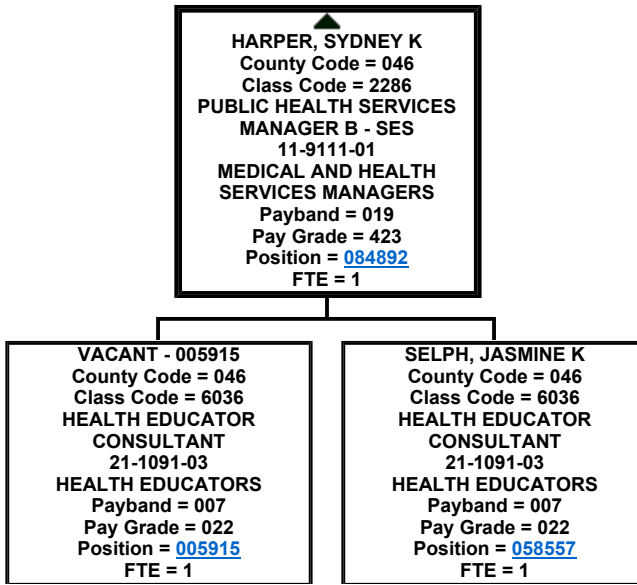 HARPER, SYDNEY K
County Code = 046
Class Code = 2286
PUBLIC HEALTH SERVICES
MANAGER B - SES
11-9111-01
MEDICAL AND HEALTH
SERVICES MANAGERS
Payband = 019
Pay Grade = 423
Position = 084892
FTE = 1
VACANT - 005915
County Code = 046
Class Code = 6036
HEALTH EDUCATOR
CONSULTANT
21-1091-03
HEALTH EDUCATORS
Payband = 007
Pay Grade = 022
Position = 005915
FTE = 1
SELPH, JASMINE K
County Code = 046
Class Code = 6036
HEALTH EDUCATOR
CONSULTANT
21-1091-03
HEALTH EDUCATORS
Payband = 007
Pay Grade = 022
Position = 058557
FTE = 1